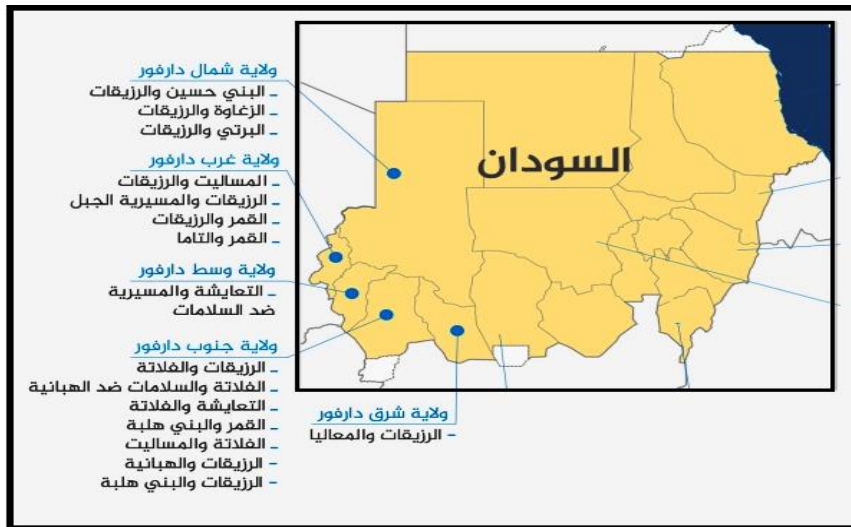 السودان
ولاية شمال دارفور
_ البني حسين والرزيقات
_ الزغاوة والرزيقات
_ البرتي والرزيقات
ولاية غرب دارفور
_ المساليت والرزيقات
_ الرزيقات والمسيرية الجبل
_ القمر والرزيقات
_ القمر والتاما
ولاية وسط دارفور
_ التعايشة والمسيرية
ضد السلامات
ولاية جنوب دارفور
_ الرزيقات والفلاتة
_ الفلاتة والسلامات ضد الهبانية
_ التعايشة والفلاتة
_ القمر والبني هلبة
_ الفلاتة والمساليت
- الرزيقات والهبانية
- الرزيقات والبني هلبة
ولاية شرق دارفور
- الرزيقات والمعاليا